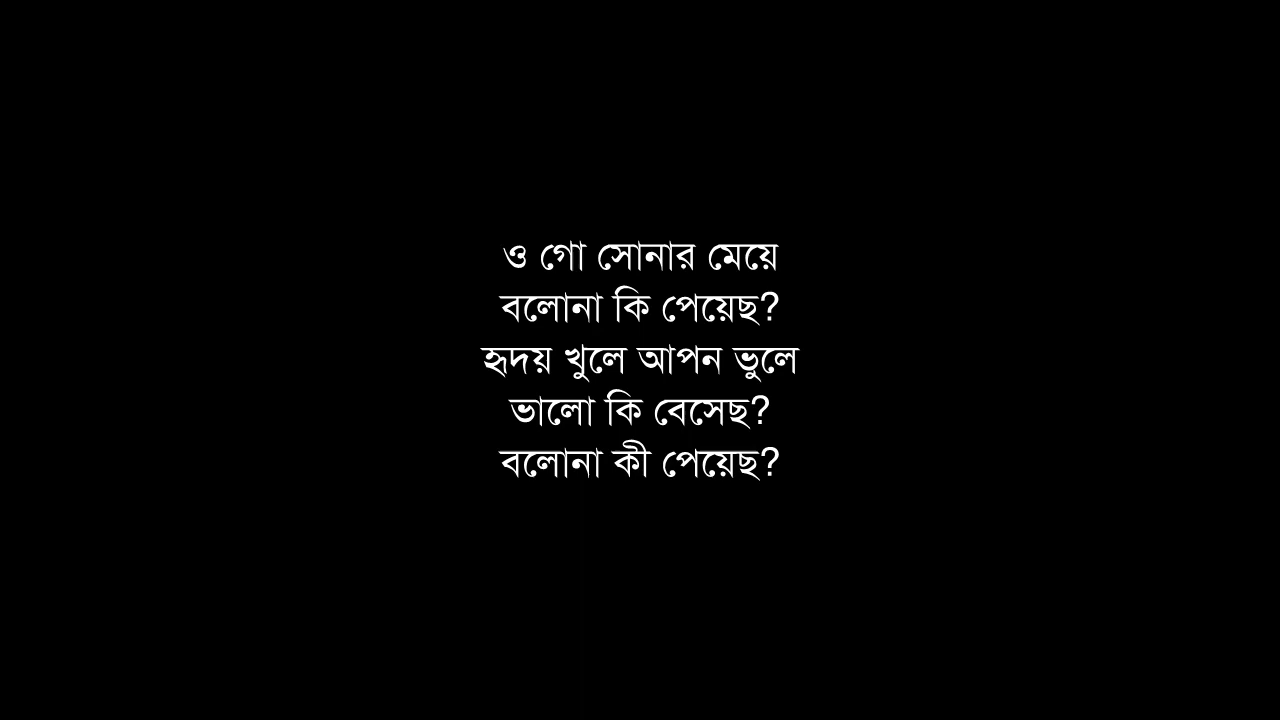 ও গো সোনার মেয়ে
বলোনা কি পেয়েছ?
হৃদয় খুলে আপন ভুলে
ভালো কি বেসেছ?
বলোনা কী পেয়েছ?